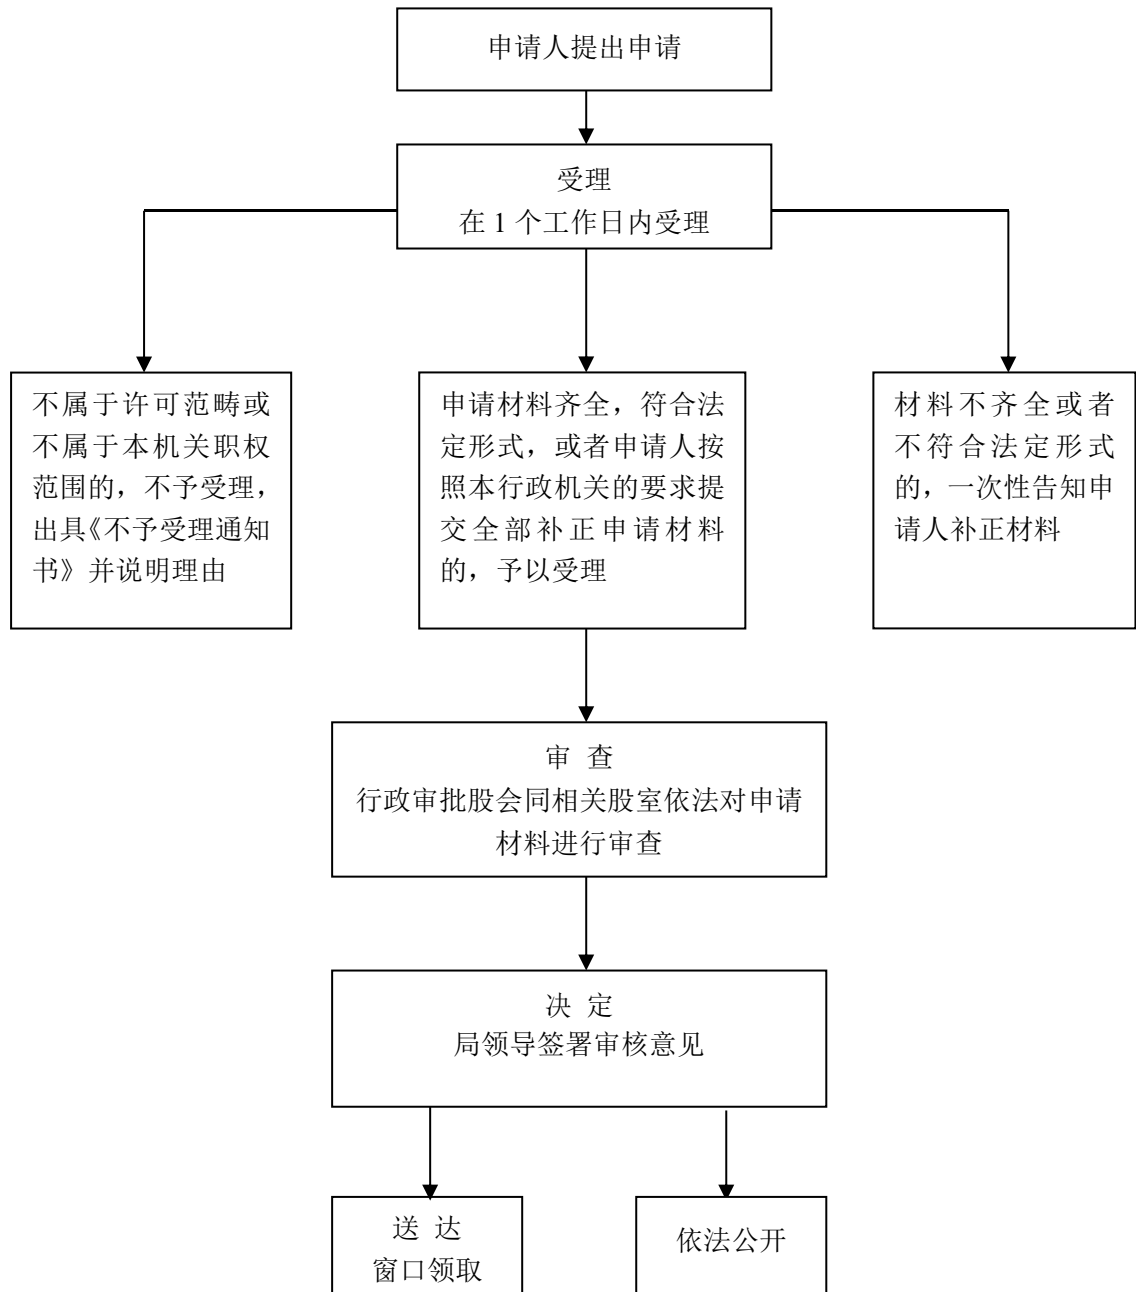 申请人提出申请
受理
在 1 个工作日内受理
不属于许可范畴或
不属于本机关职权
范围的，不予受理，
出具《不予受理通知
书》并说明理由
申请材料齐全，符合法
定形式，或者申请人按
照本行政机关的要求提
交全部补正申请材料
的，予以受理
材料不齐全或者
不符合法定形式
的，一次性告知申
请人补正材料
审 查
行政审批股会同相关股室依法对申请
材料进行审查
决 定
局领导签署审核意见
送 达
窗口领取
依法公开